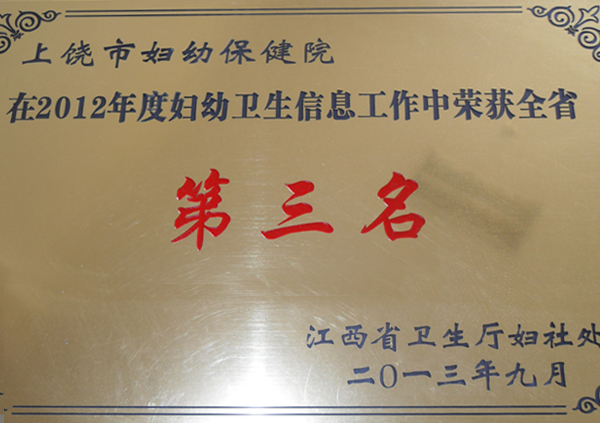 上饶市妇幼保健院
在2012年度妇幼卫生信息工作中荣获全省
第三名
江西省卫生厅妇社处
二〇一三年九月